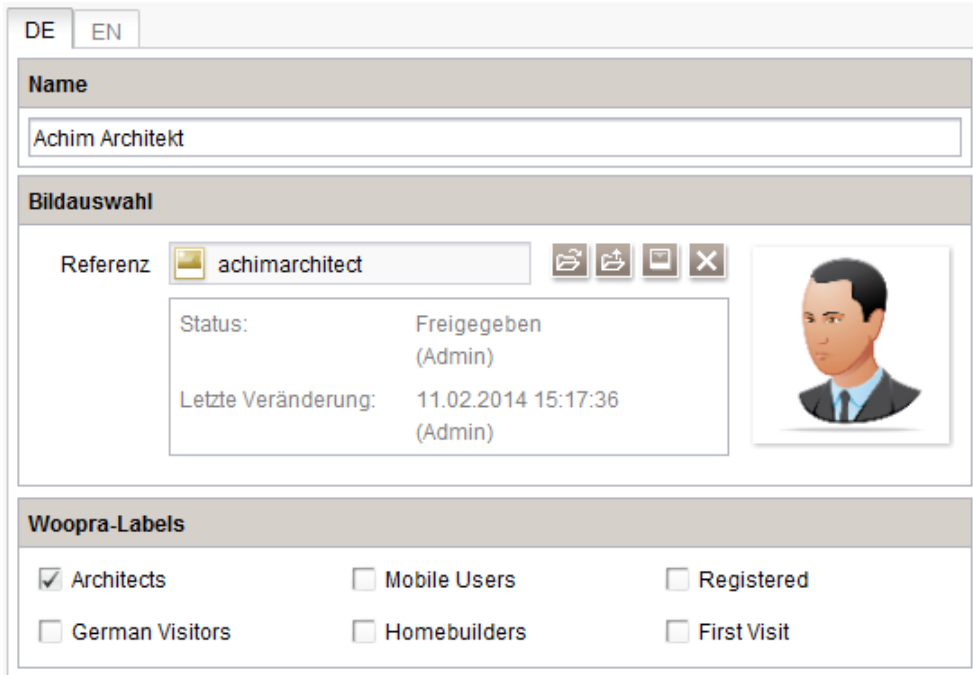 DE EN
Name
Achim Architekt
Bildauswahl
Referenz achimarchitect
Status: Freigegeben
(Admin)
Letzte Veränderung: 11.02.2014 15:17:36
(Admin)
Woopra-Labels
Architects Mobile Users Registered
German Visitors Homebuilders First Visit